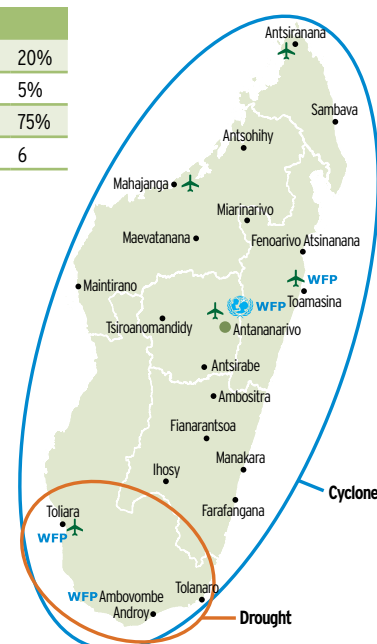 20%
5%
75%
6
Antsiranana
Sambava
Antsohihy
Mahajanga
Miarinarivo
Maevatanana
Fenoarivo Atsinanana
Maintirano
WFP
Toamasina
WFP
Tsiroanomandidy
Antananarivo
Antsirabe
Ambositra
Fianarantsoa
Manakara
Ihosy
Cyclone
Farafangana
Toliara
WFP
WFP Ambovombe
Androy
Tolanaro
Drought